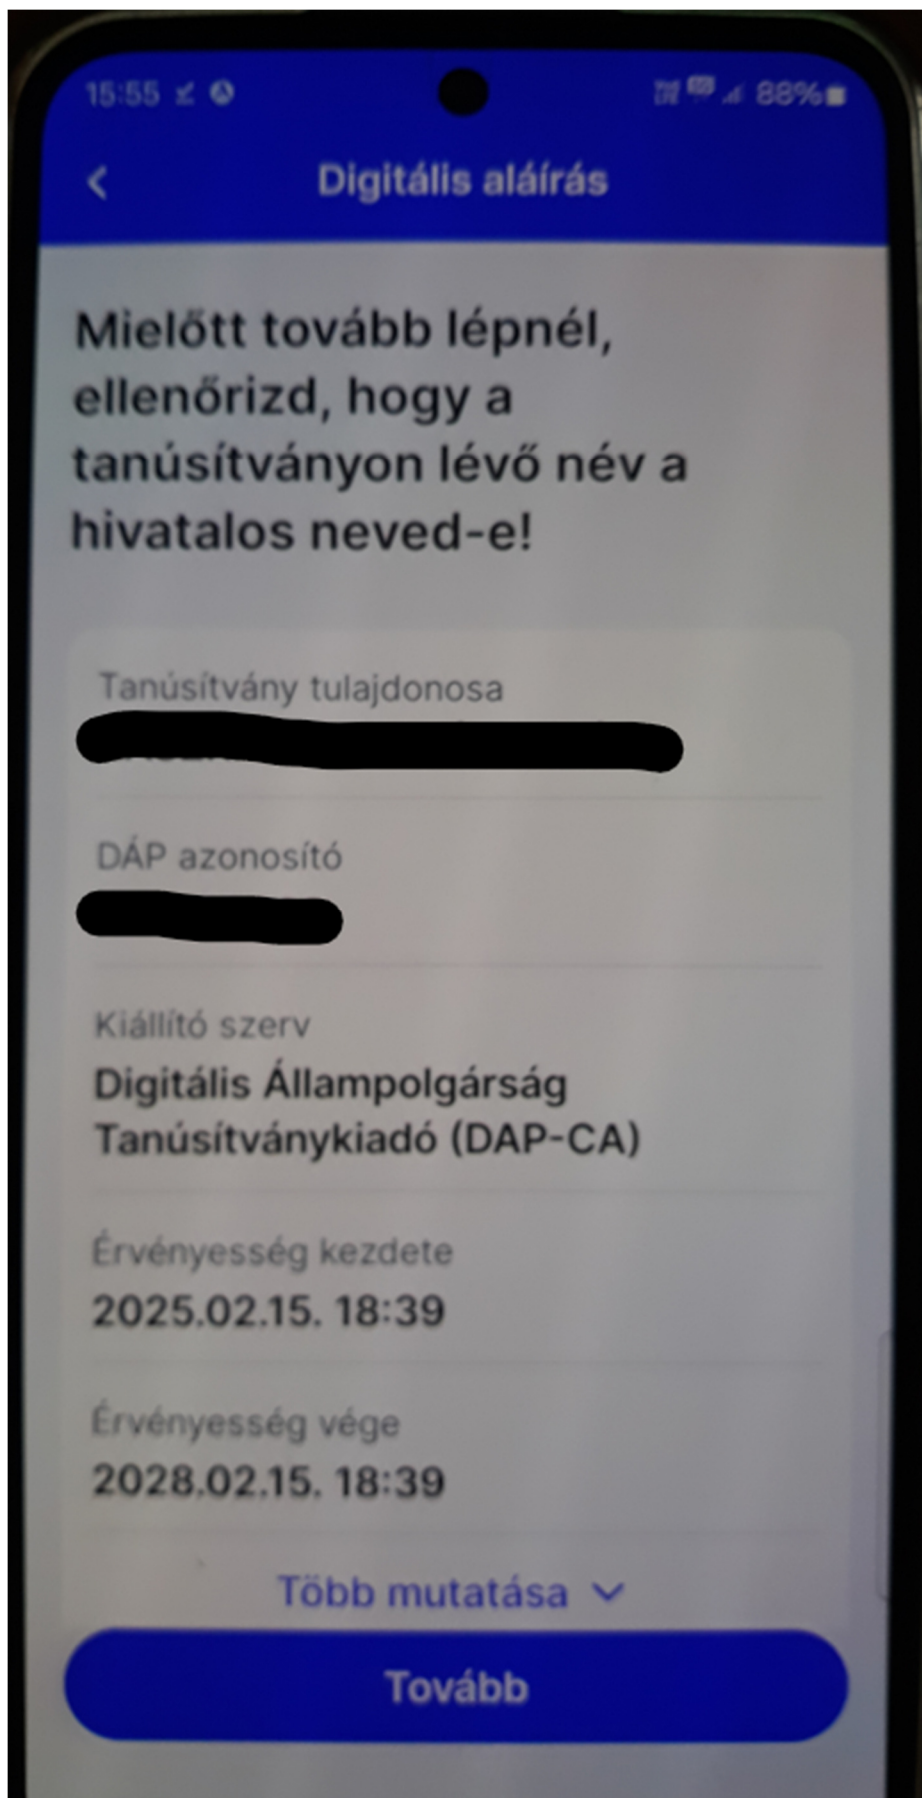 15:55
88%
Digitális aláírás
Mielőtt tovább lépnél,
ellenőrizd, hogy a
tanúsítványon lévő név a
hivatalos neved-e!
Tanúsítvány tulajdonosa
DÁP azonosító
Kiállító szerv
Digitális Állampolgárság
Tanúsítványkiadó (DAP-CA)
Érvényesség kezdete
2025.02.15. 18:39
Érvényesség vége
2028.02.15. 18:39
Több mutatása
Tovább